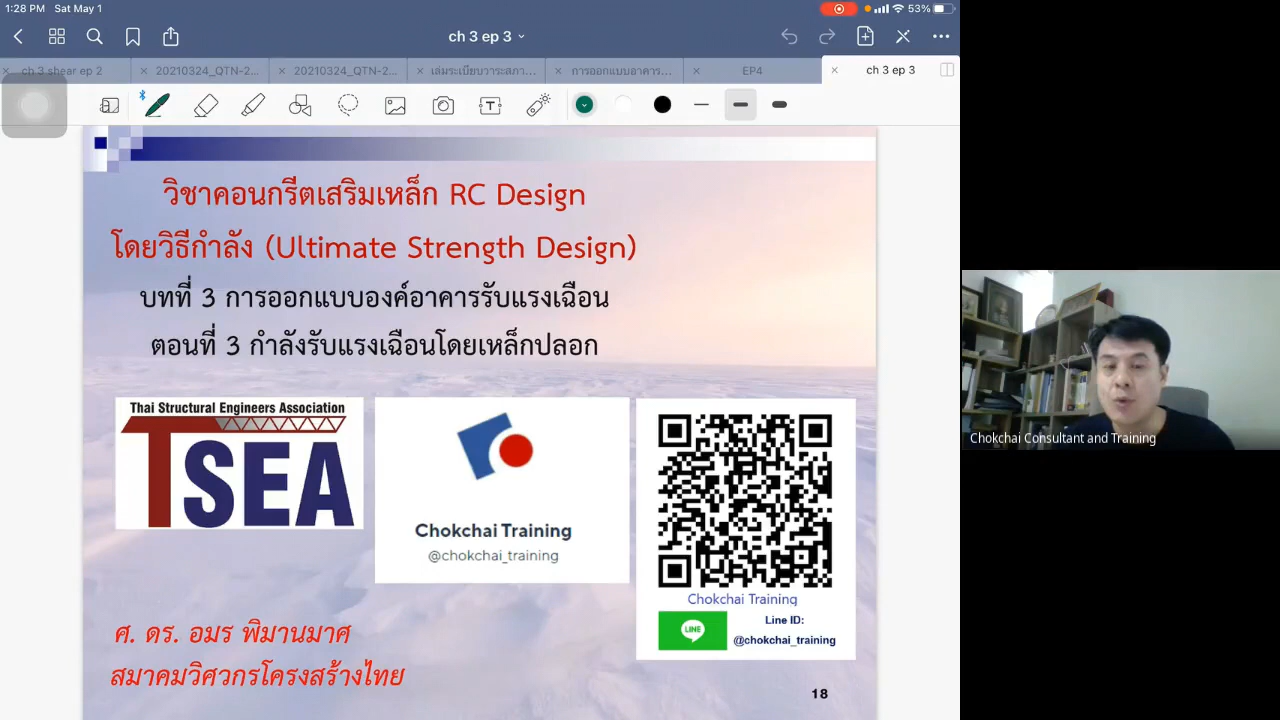 1:28 PM Sat May 1
53%
ch 3 ep 3
ch 3 shear ep 2
20210324_QTN-2...
20210324_QTN-2...
เล่มระเบียบวาระสภา...
การออกแบบอาคาร...
EP4
ch 3 ep 3
วิชาคอนกรีตเสริมเหล็ก RC Design
โดยวิธีกำลัง (Ultimate Strength Design)
บทที่ 3 การออกแบบองค์อาคารรับแรงเฉือน
ตอนที่ 3 กำลังรับแรงเฉือนโดยเหล็กปลอก
Thai Structural Engineers Association
TSEA
Chokchai Training
@chokchai_training
Chokchai Training
LINE
Line ID:
@chokchai_training
ศ. ดร. อมร พิมานมาศ
สมาคมวิศวกรโครงสร้างไทย
18
Chokchai Consultant and Training